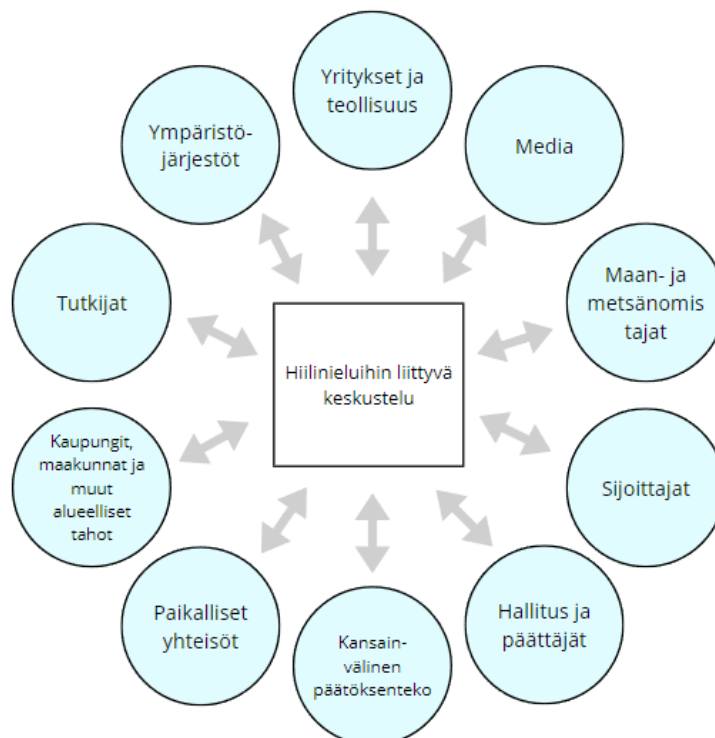 Yritykset ja
teollisuus
Media
Maan- ja
metsänomis
tajat
Sijoittajat
Hallitus ja
päättäjät
Kansain-
välinen
päätöksenteko
Paikalliset
yhteisöt
Kaupungit,
maakunnat ja
muut
alueelliset
tahot
Tutkijat
Ympäristö-
järjestöt
Hiilinieluihin liittyvä
keskustelu